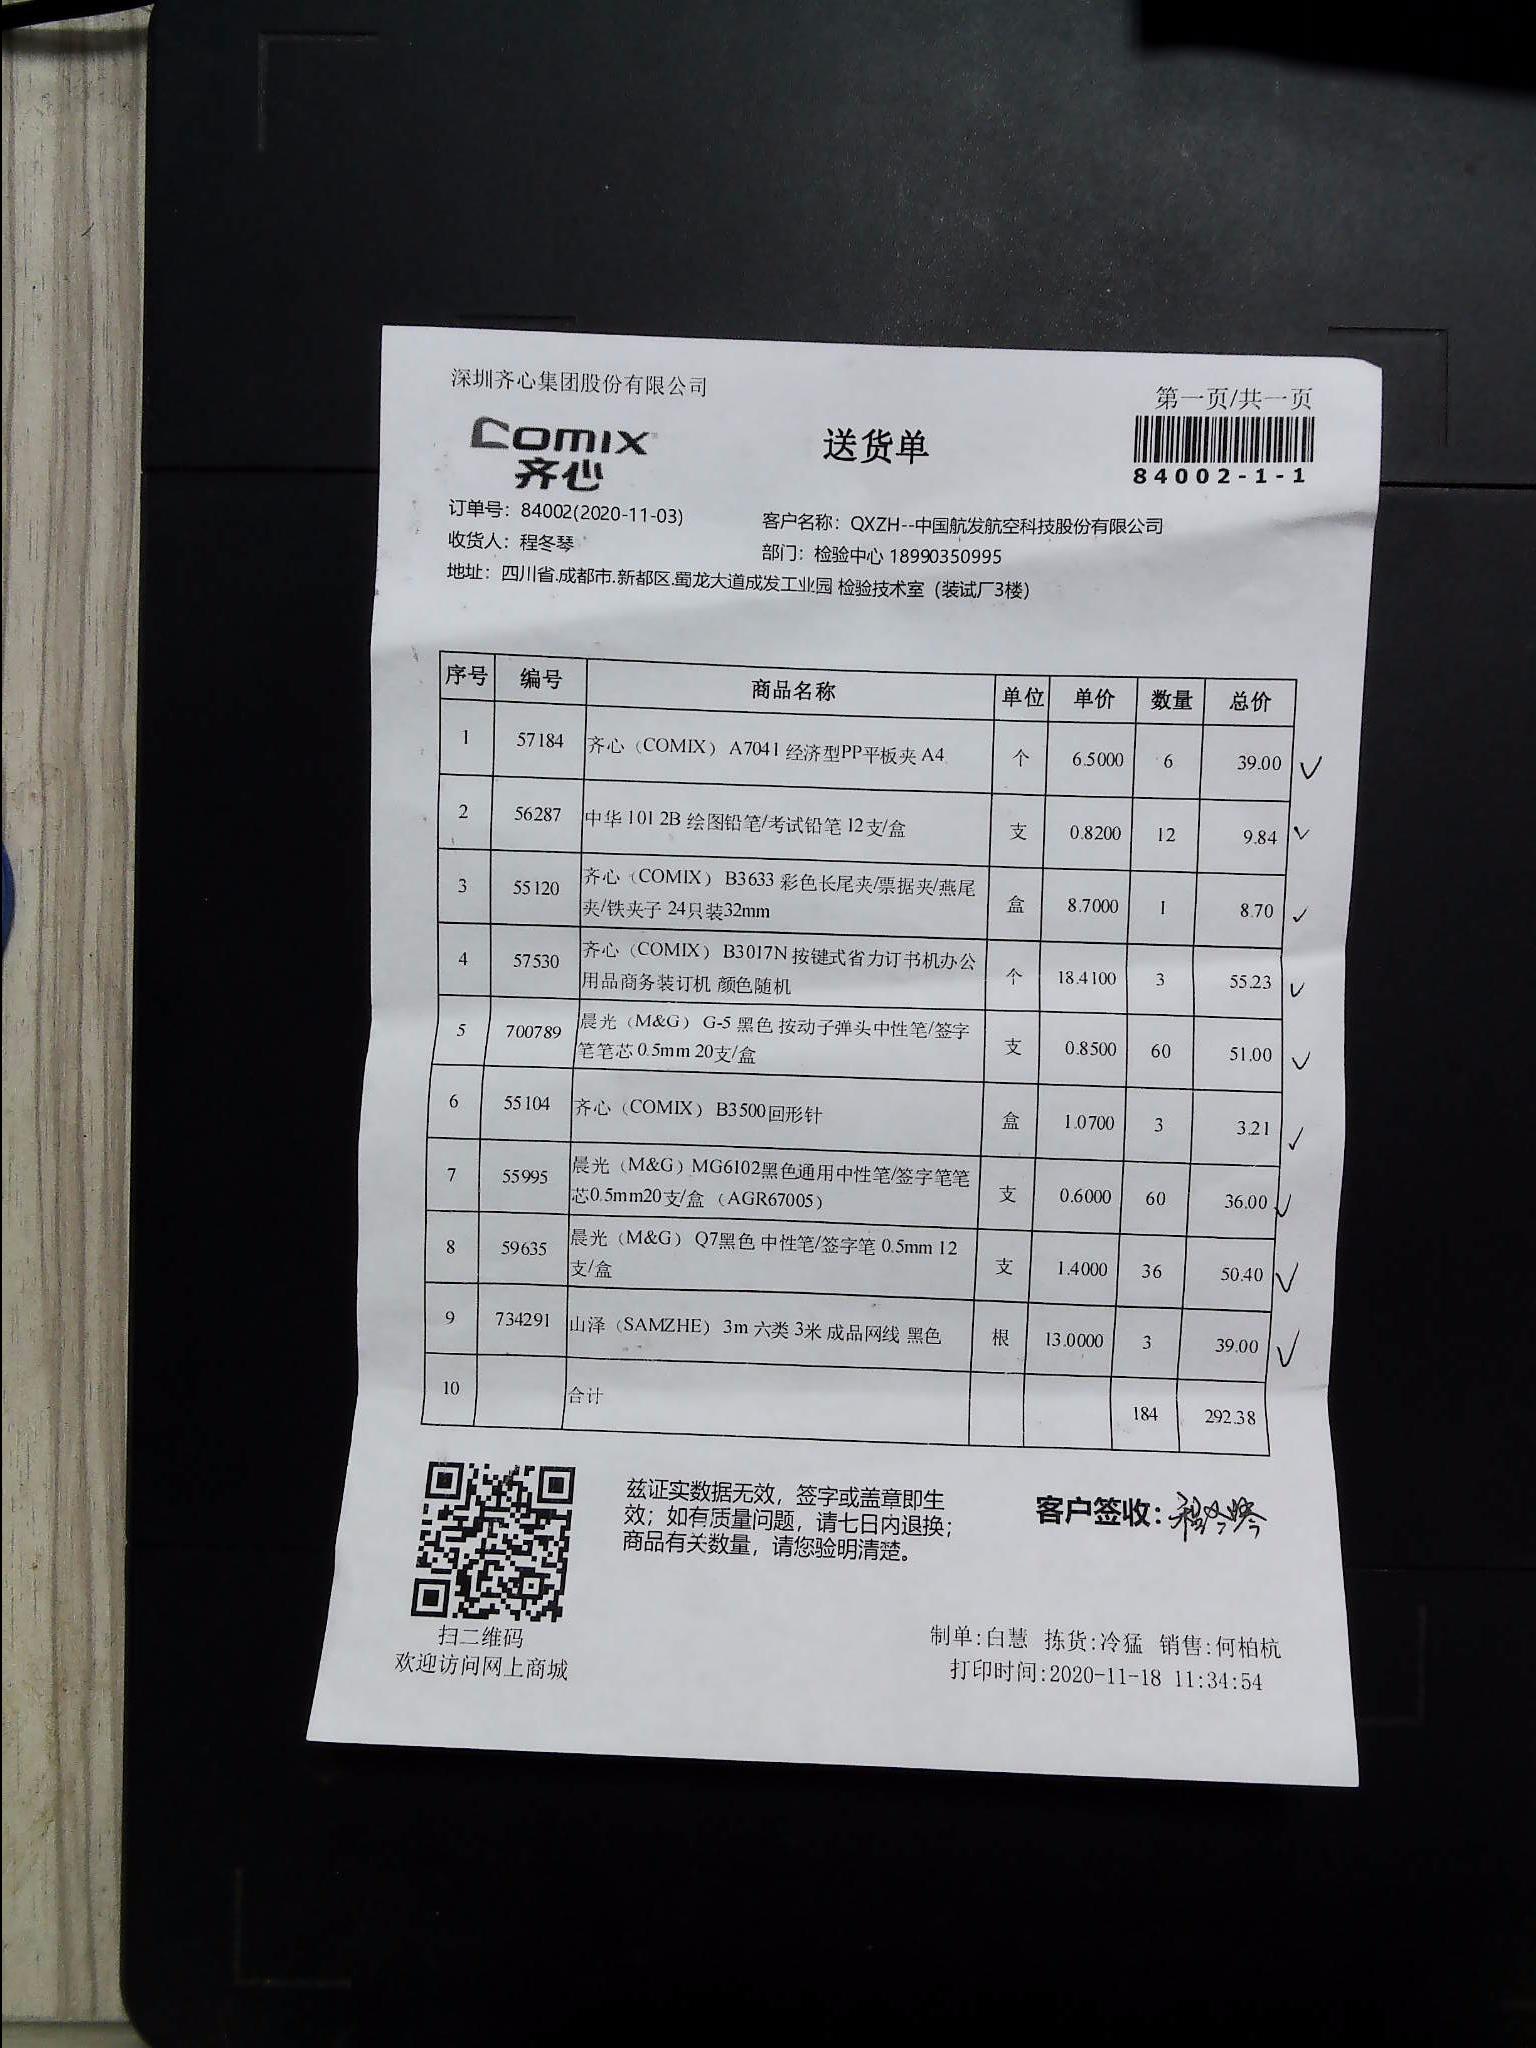 深圳齐心集团股份有限公司
第一页/共一页
comix
齐心
送货单
84002-1-1
订单号：84002(2020-11-03)
客户名称：QXZH--中国航发航空科技股份有限公司
收货人：程冬琴
部门：检验中心 18990350995
地址：四川省.成都市.新都区.蜀龙大道成发工业园 检验技术室（装试厂3楼）
序号 编号 商品名称 单位 单价 数量 总价
1 57184 齐心（COMIX） A7041 经济型PP平板夹 A4 个 6.5000 6 39.00
2 56287 中华 101 2B 绘图铅笔/考试铅笔 12支/盒 支 0.8200 12 9.84
3 55120 齐心（COMIX） B3633 彩色长尾夹/票据夹/燕尾
夹/铁夹子 24只装32mm 盒 8.7000 1 8.70
4 57530 齐心（COMIX） B3017N 按键式省力订书机办公
用品商务装订机 颜色随机 个 18.4100 3 55.23
5 700789 晨光（M&G） G-5 黑色 按动子弹头中性笔/签字
笔笔芯 0.5mm 20支/盒 支 0.8500 60 51.00
6 55104 齐心（COMIX） B3500回形针 盒 1.0700 3 3.21
7 55995 晨光（M&G）MG6102黑色通用中性笔/签字笔笔
芯0.5mm20支/盒 （AGR67005） 支 0.6000 60 36.00
8 59635 晨光（M&G） Q7黑色 中性笔/签字笔 0.5mm 12
支/盒 支 1.4000 36 50.40
9 734291 山泽（SAMZHE） 3m 六类 3米 成品网线 黑色 根 13.0000 3 39.00
10 合计 184 292.38
兹证实数据无效，签字或盖章即生
效；如有质量问题，请七日内退换；
商品有关数量，请您验明清楚。
客户签收：程冬琴
扫二维码
欢迎访问网上商城
制单:白慧 拣货:冷猛 销售:何柏杭
打印时间:2020-11-18 11:34:54